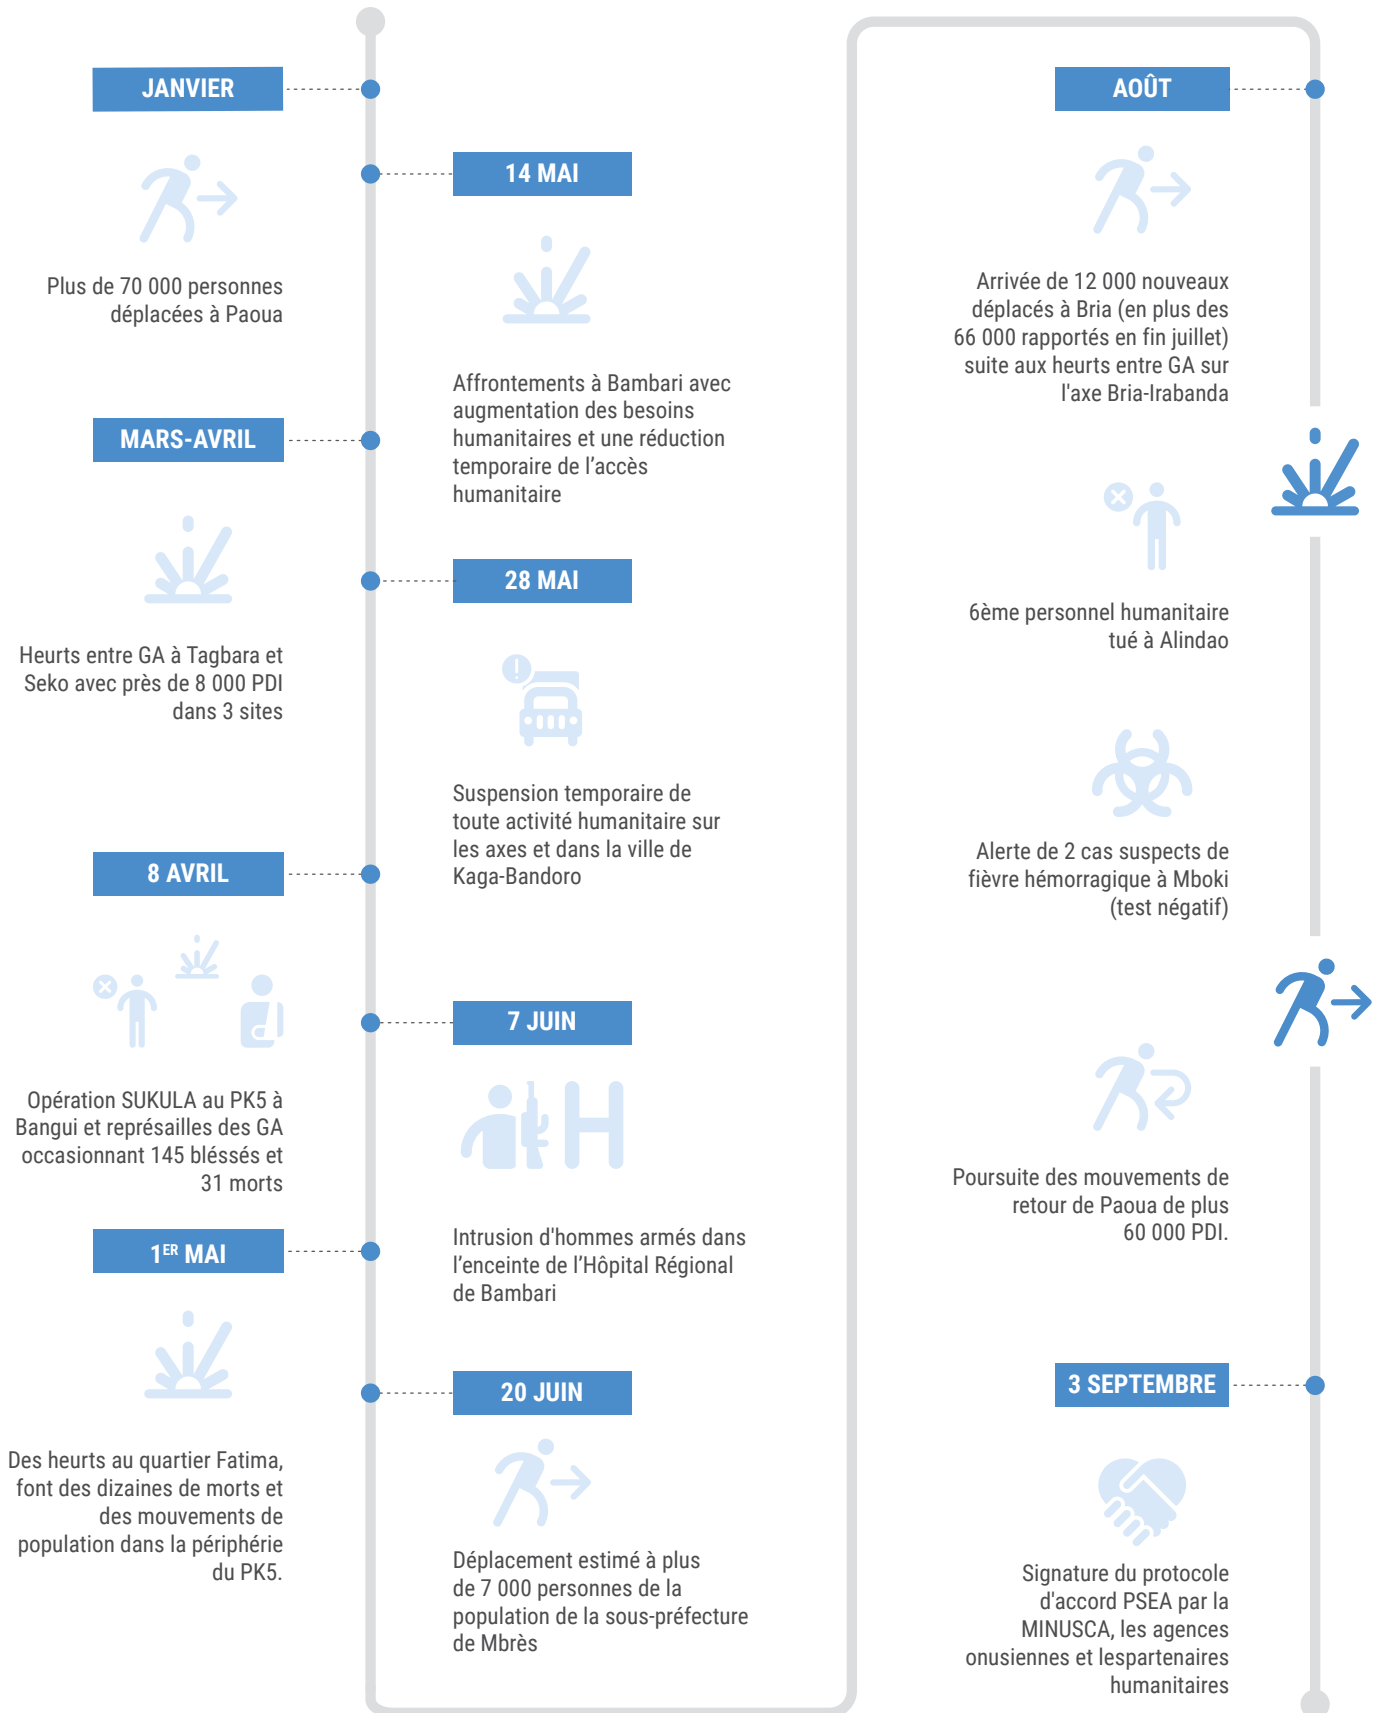 JANVIER
Plus de 70 000 personnes
déplacées à Paoua
MARS-AVRIL
Heurts entre GA à Tagbara et
Seko avec près de 8 000 PDI
dans 3 sites
8 AVRIL
Opération SUKULA au PK5 à
Bangui et représailles des GA
occasionnant 145 bléssés et
31 morts
1ER MAI
Des heurts au quartier Fatima,
font des dizaines de morts et
des mouvements de
population dans la périphérie
du PK5.
14 MAI
Affrontements à Bambari avec
augmentation des besoins
humanitaires et une réduction
temporaire de l’accès
humanitaire
28 MAI
Suspension temporaire de
toute activité humanitaire sur
les axes et dans la ville de
Kaga-Bandoro
7 JUIN
H
Intrusion d'hommes armés dans
l’enceinte de l’Hôpital Régional
de Bambari
20 JUIN
Déplacement estimé à plus
de 7 000 personnes de la
population de la sous-préfecture
de Mbrès
AOÛT
Arrivée de 12 000 nouveaux
déplacés à Bria (en plus des
66 000 rapportés en fin juillet)
suite aux heurts entre GA sur
l'axe Bria-Irabanda
6ème personnel humanitaire
tué à Alindao
Alerte de 2 cas suspects de
fièvre hémorragique à Mboki
(test négatif)
Poursuite des mouvements de
retour de Paoua de plus
60 000 PDI.
3 SEPTEMBRE
Signature du protocole
d'accord PSEA par la
MINUSCA, les agences
onusiennes et lespartenaires
humanitaires